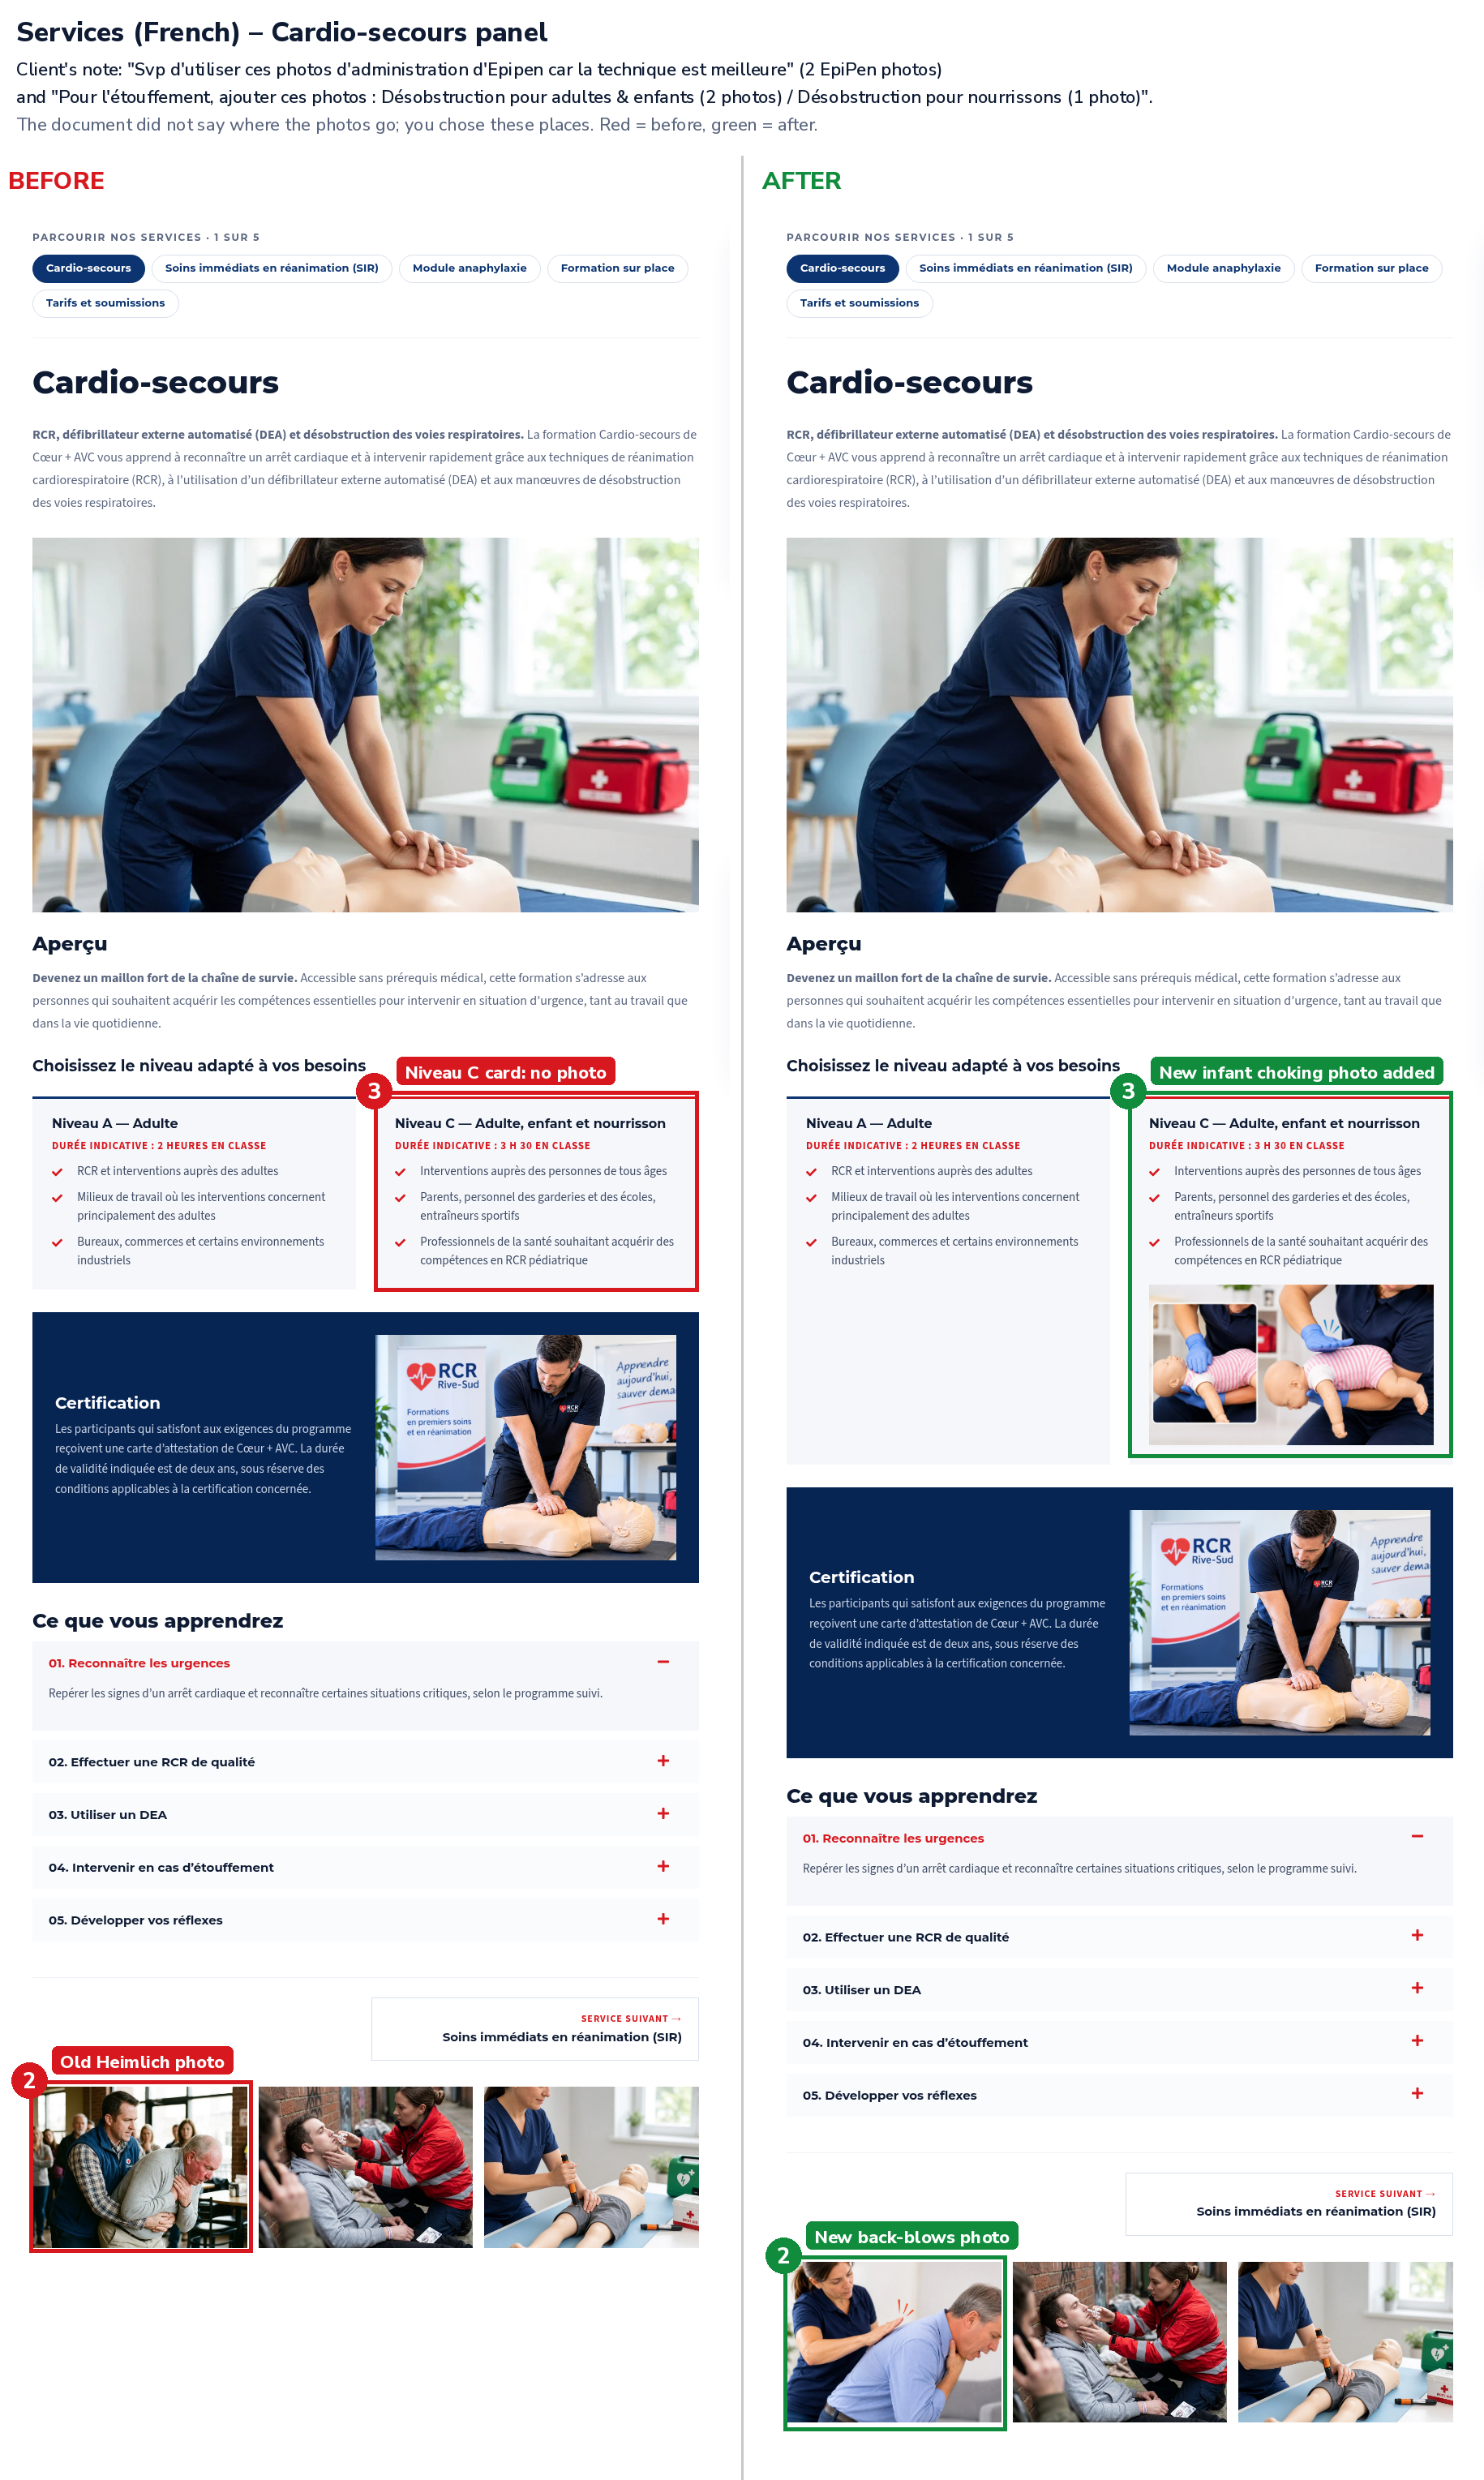 Services (French) – Cardio-secours panel
Client's note: "Svp d'utiliser ces photos d'administration d'Epipen car la technique est meilleure" (2 EpiPen photos)
and "Pour l'étouffement, ajouter ces photos : Désobstruction pour adultes & enfants (2 photos) / Désobstruction pour nourrissons (1 photo)".
The document did not say where the photos go; you chose these places. Red = before, green = after.
BEFORE
PARCOURIR NOS SERVICES · 1 SUR 5
Cardio-secours
Soins immédiats en réanimation (SIR)
Module anaphylaxie
Formation sur place
Tarifs et soumissions
Cardio-secours
RCR, défibrillateur externe automatisé (DEA) et désobstruction des voies respiratoires. La formation Cardio-secours de
Cœur + AVC vous apprend à reconnaître un arrêt cardiaque et à intervenir rapidement grâce aux techniques de réanimation
cardiorespiratoire (RCR), à l'utilisation d'un défibrillateur externe automatisé (DEA) et aux manœuvres de désobstruction
des voies respiratoires.
Aperçu
Devenez un maillon fort de la chaîne de survie. Accessible sans prérequis médical, cette formation s'adresse aux
personnes qui souhaitent acquérir les compétences essentielles pour intervenir en situation d'urgence, tant au travail que
dans la vie quotidienne.
Choisissez le niveau adapté à vos besoins
3
Niveau C card: no photo
Niveau A — Adulte
DURÉE INDICATIVE : 2 HEURES EN CLASSE
RCR et interventions auprès des adultes
Milieux de travail où les interventions concernent
principalement des adultes
Bureaux, commerces et certains environnements
industriels
Niveau C — Adulte, enfant et nourrisson
DURÉE INDICATIVE : 3 H 30 EN CLASSE
Interventions auprès des personnes de tous âges
Parents, personnel des garderies et des écoles,
entraîneurs sportifs
Professionnels de la santé souhaitant acquérir des
compétences en RCR pédiatrique
Certification
Les participants qui satisfont aux exigences du programme
reçoivent une carte d'attestation de Cœur + AVC. La durée
de validité indiquée est de deux ans, sous réserve des
conditions applicables à la certification concernée.
RCR
Rive-Sud
Formations
en premiers soins
et en réanimation
Apprendre
aujourd'hui,
sauver dema
RCR
Ce que vous apprendrez
01. Reconnaître les urgences
Repérer les signes d'un arrêt cardiaque et reconnaître certaines situations critiques, selon le programme suivi.
02. Effectuer une RCR de qualité
03. Utiliser un DEA
04. Intervenir en cas d'étouffement
05. Développer vos réflexes
SERVICE SUIVANT →
Soins immédiats en réanimation (SIR)
2
Old Heimlich photo
AFTER
PARCOURIR NOS SERVICES · 1 SUR 5
Cardio-secours
Soins immédiats en réanimation (SIR)
Module anaphylaxie
Formation sur place
Tarifs et soumissions
Cardio-secours
RCR, défibrillateur externe automatisé (DEA) et désobstruction des voies respiratoires. La formation Cardio-secours de
Cœur + AVC vous apprend à reconnaître un arrêt cardiaque et à intervenir rapidement grâce aux techniques de réanimation
cardiorespiratoire (RCR), à l'utilisation d'un défibrillateur externe automatisé (DEA) et aux manœuvres de désobstruction
des voies respiratoires.
Aperçu
Devenez un maillon fort de la chaîne de survie. Accessible sans prérequis médical, cette formation s'adresse aux
personnes qui souhaitent acquérir les compétences essentielles pour intervenir en situation d'urgence, tant au travail que
dans la vie quotidienne.
Choisissez le niveau adapté à vos besoins
3
New infant choking photo added
Niveau A — Adulte
DURÉE INDICATIVE : 2 HEURES EN CLASSE
RCR et interventions auprès des adultes
Milieux de travail où les interventions concernent
principalement des adultes
Bureaux, commerces et certains environnements
industriels
Niveau C — Adulte, enfant et nourrisson
DURÉE INDICATIVE : 3 H 30 EN CLASSE
Interventions auprès des personnes de tous âges
Parents, personnel des garderies et des écoles,
entraîneurs sportifs
Professionnels de la santé souhaitant acquérir des
compétences en RCR pédiatrique
Certification
Les participants qui satisfont aux exigences du programme
reçoivent une carte d'attestation de Cœur + AVC. La durée
de validité indiquée est de deux ans, sous réserve des
conditions applicables à la certification concernée.
RCR
Rive-Sud
Formations
en premiers soins
et en réanimation
Apprendre
aujourd'hui,
sauver dema
RCR
Ce que vous apprendrez
01. Reconnaître les urgences
Repérer les signes d'un arrêt cardiaque et reconnaître certaines situations critiques, selon le programme suivi.
02. Effectuer une RCR de qualité
03. Utiliser un DEA
04. Intervenir en cas d'étouffement
05. Développer vos réflexes
SERVICE SUIVANT →
Soins immédiats en réanimation (SIR)
2
New back-blows photo